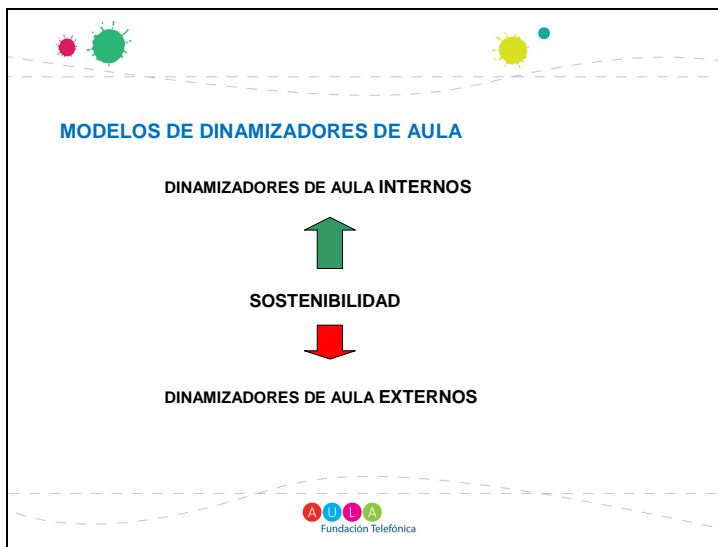 MODELOS DE DINAMIZADORES DE AULA
DINAMIZADORES DE AULA INTERNOS
SOSTENIBILIDAD
DINAMIZADORES DE AULA EXTERNOS
AULA
Fundación Telefónica